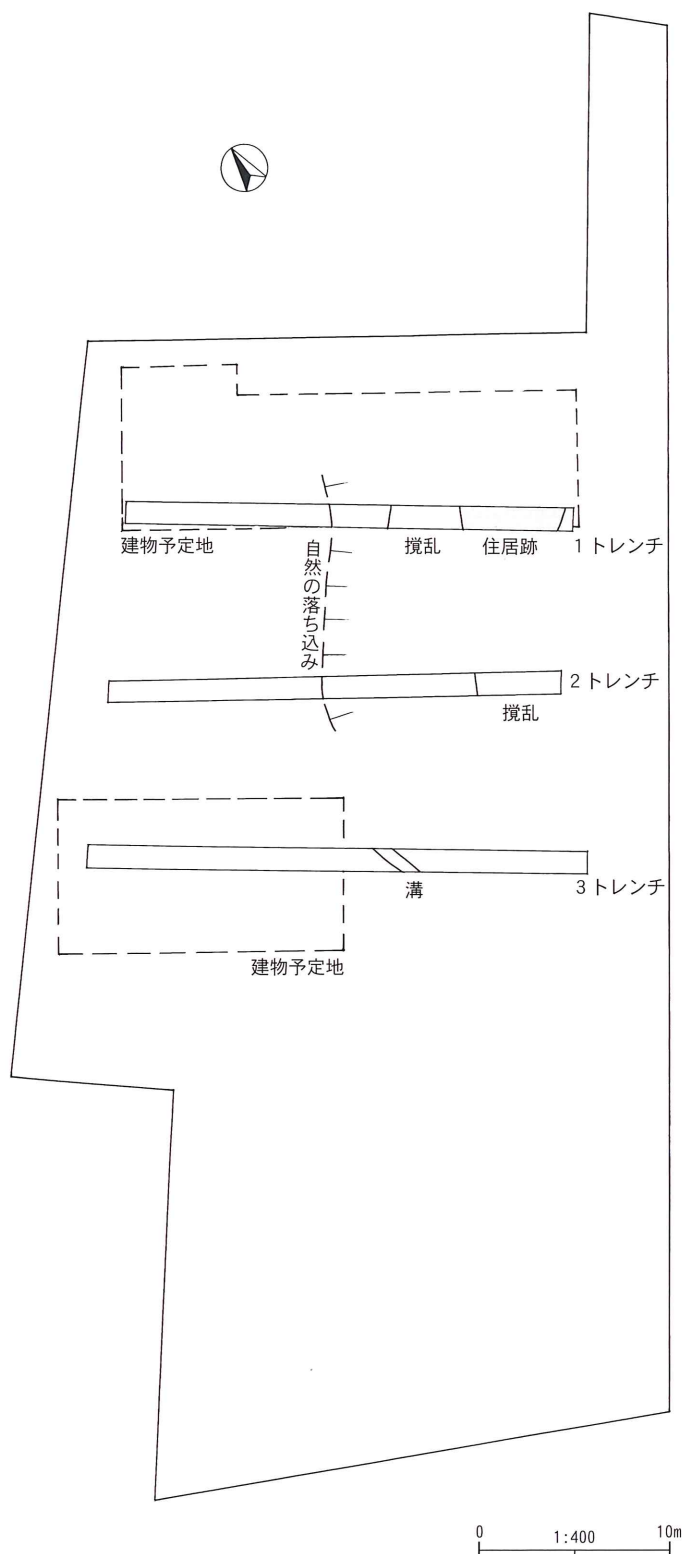 建物予定地
自然の落ち込み
撹乱
住居跡
1トレンチ
2トレンチ
撹乱
溝
3トレンチ
建物予定地
0 1:400 10m